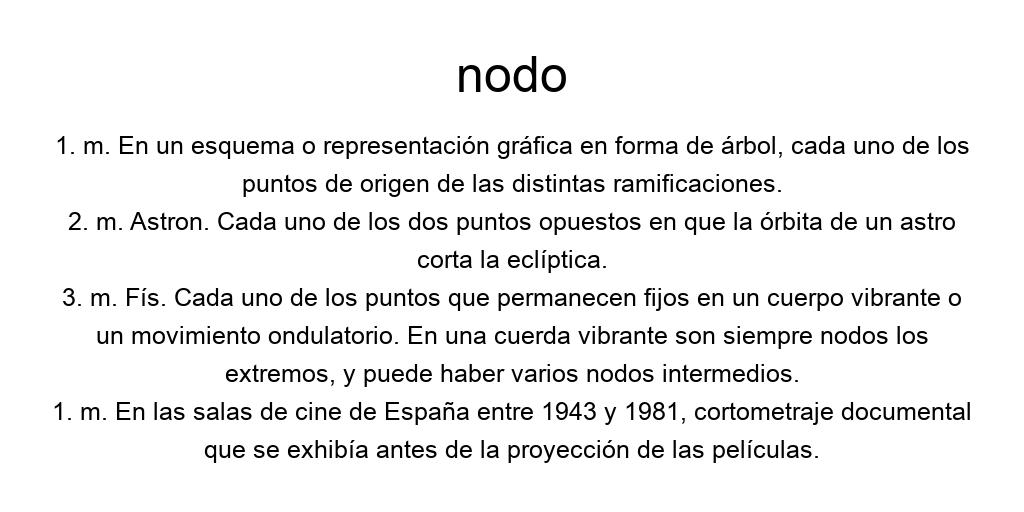 nodo
1. m. En un esquema o representación gráfica en forma de árbol, cada uno de los
puntos de origen de las distintas ramificaciones.
2. m. Astron. Cada uno de los dos puntos opuestos en que la órbita de un astro
corta la eclíptica.
3. m. Fís. Cada uno de los puntos que permanecen fijos en un cuerpo vibrante o
un movimiento ondulatorio. En una cuerda vibrante son siempre nodos los
extremos, y puede haber varios nodos intermedios.
1. m. En las salas de cine de España entre 1943 y 1981, cortometraje documental
que se exhibía antes de la proyección de las películas.